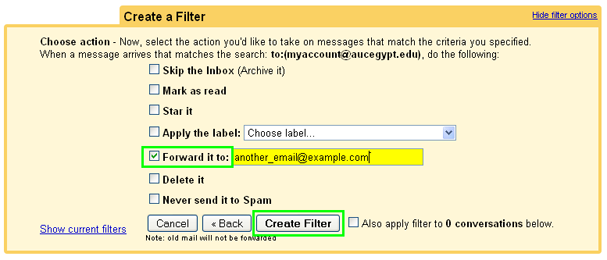 Create a Filter
Hide filter options
Choose action - Now, select the action you'd like to take on messages that match the criteria you specified.
When a message arrives that matches the search: to:(myaccount@aucegypt.edu), do the following:
Skip the Inbox (Archive it)
Mark as read
Star it
Apply the label: Choose label...
Forward it to: another_email@example.com
Delete it
Never send it to Spam
Show current filters Cancel « Back Create Filter Also apply filter to 0 conversations below.
Note: old mail will not be forwarded